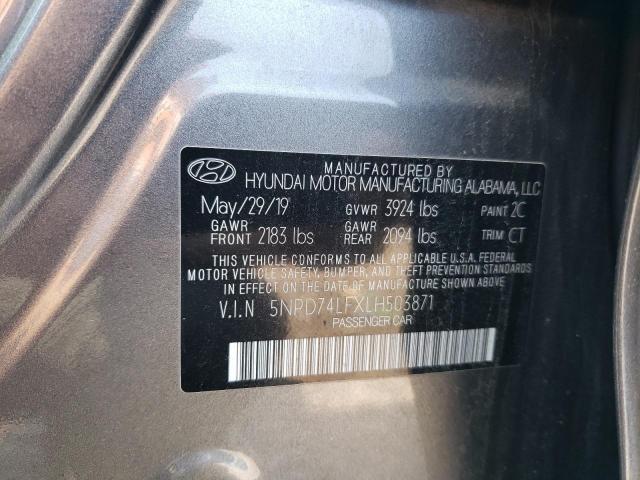 MANUFACTURED BY
HYUNDAI MOTOR MANUFACTURING ALABAMA, LLC
May/29/19 GVWR 3924 lbs PAINT 2C
GAWR FRONT 2183 lbs GAWR REAR 2094 lbs TRIM CT
THIS VEHICLE CONFORMS TO ALL APPLICABLE U.S.A. FEDERAL
MOTOR VEHICLE SAFETY, BUMPER, AND THEFT PREVENTION STANDARDS
IN EFFECT ON THE DATE OF MANUFACTURE SHOWN ABOVE.
V.I.N 5NPD74LFXLH503871
PASSENGER CAR